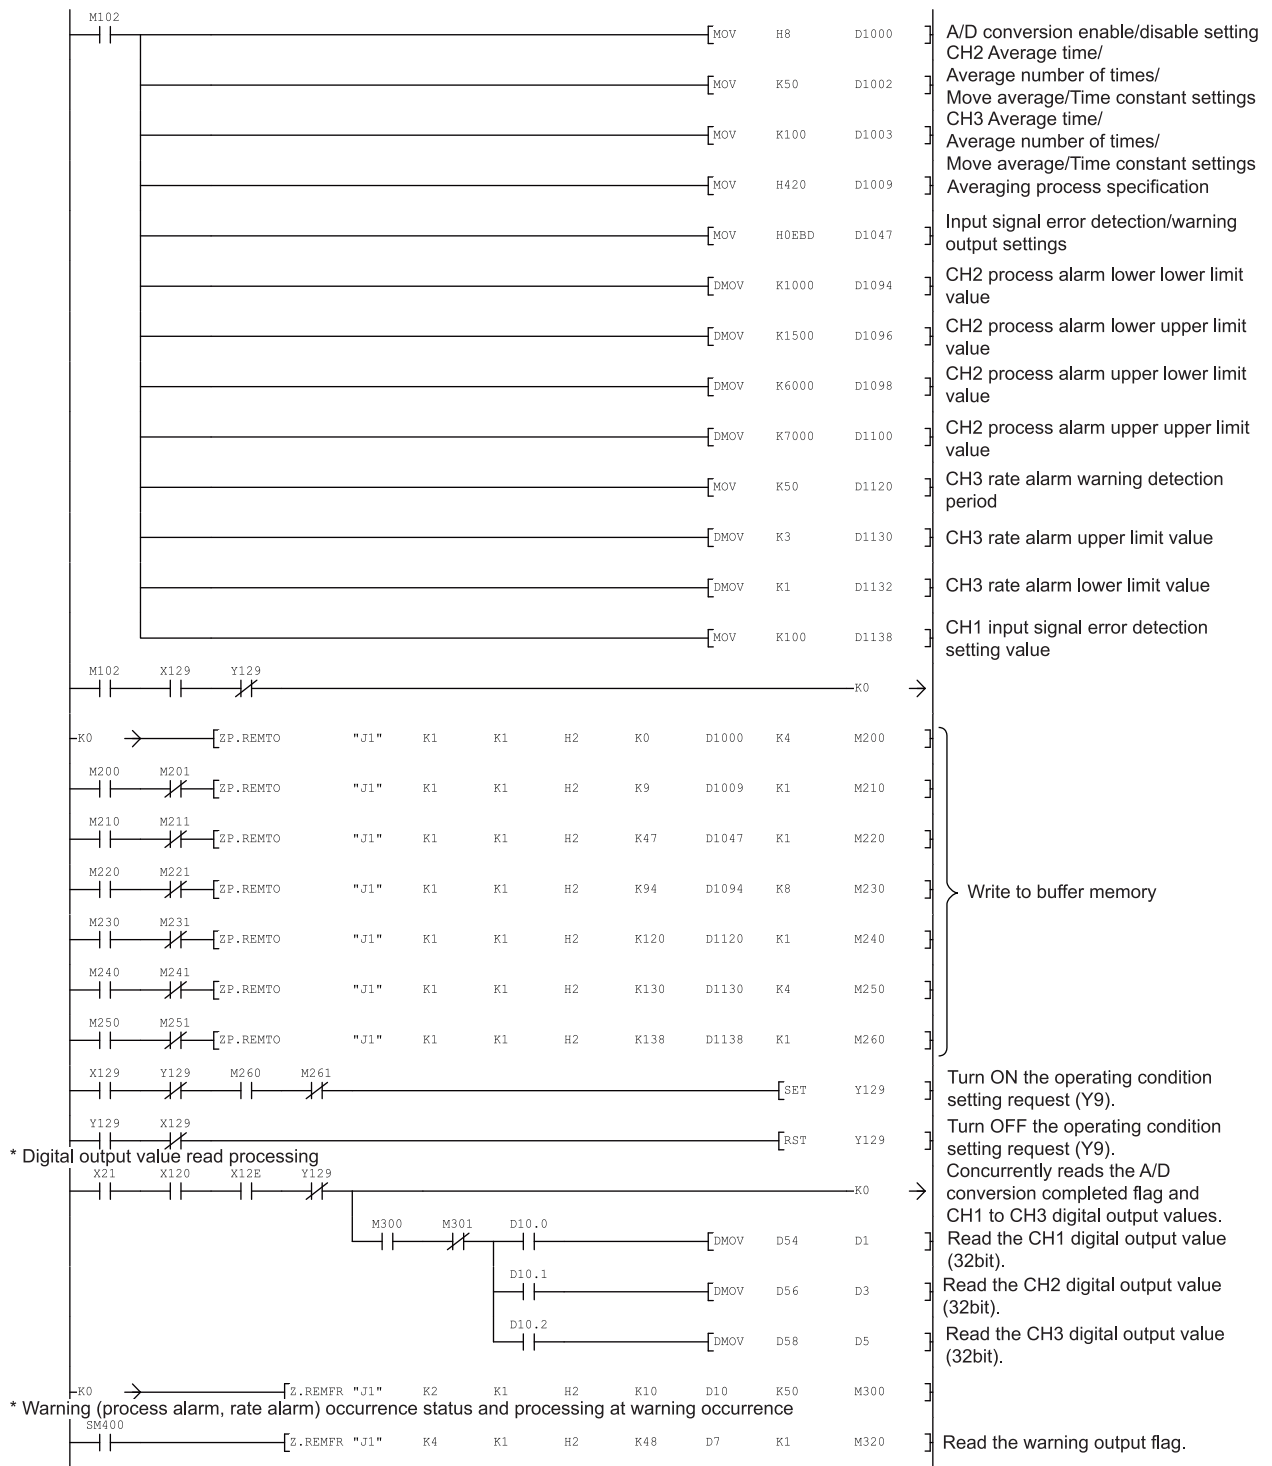 M102
MOV H8 D1000
A/D conversion enable/disable setting
CH2 Average time/
Average number of times/
Move average/Time constant settings
MOV K50 D1002
CH3 Average time/
Average number of times/
Move average/Time constant settings
MOV K100 D1003
MOV H420 D1009
Averaging process specification
MOV H0EBD D1047
Input signal error detection/warning
output settings
DMOV K1000 D1094
CH2 process alarm lower lower limit
value
DMOV K1500 D1096
CH2 process alarm lower upper limit
value
DMOV K6000 D1098
CH2 process alarm upper lower limit
value
DMOV K7000 D1100
CH2 process alarm upper upper limit
value
MOV K50 D1120
CH3 rate alarm warning detection
period
DMOV K3 D1130
CH3 rate alarm upper limit value
DMOV K1 D1132
CH3 rate alarm lower limit value
MOV K100 D1138
CH1 input signal error detection
setting value
M102 X129 Y129
K0
K0 ZP.REMTO "J1" K1 K1 H2 K0 D1000 K4 M200
M200 M201
ZP.REMTO "J1" K1 K1 H2 K9 D1009 K1 M210
M210 M211
ZP.REMTO "J1" K1 K1 H2 K47 D1047 K1 M220
M220 M221
ZP.REMTO "J1" K1 K1 H2 K94 D1094 K8 M230
Write to buffer memory
M230 M231
ZP.REMTO "J1" K1 K1 H2 K120 D1120 K1 M240
M240 M241
ZP.REMTO "J1" K1 K1 H2 K130 D1130 K4 M250
M250 M251
ZP.REMTO "J1" K1 K1 H2 K138 D1138 K1 M260
X129 Y129 M260 M261
SET Y129
Turn ON the operating condition
setting request (Y9).
Y129 X129
RST Y129
Turn OFF the operating condition
setting request (Y9).
* Digital output value read processing
X21 X120 X12E Y129
K0
Concurrently reads the A/D
conversion completed flag and
CH1 to CH3 digital output values.
M300 M301 D10.0
DMOV D54 D1
Read the CH1 digital output value
(32bit).
D10.1
DMOV D56 D3
Read the CH2 digital output value
(32bit).
D10.2
DMOV D58 D5
Read the CH3 digital output value
(32bit).
K0 Z.REMFR "J1" K2 K1 H2 K10 D10 K50 M300
* Warning (process alarm, rate alarm) occurrence status and processing at warning occurrence
SM400
Z.REMFR "J1" K4 K1 H2 K48 D7 K1 M320
Read the warning output flag.